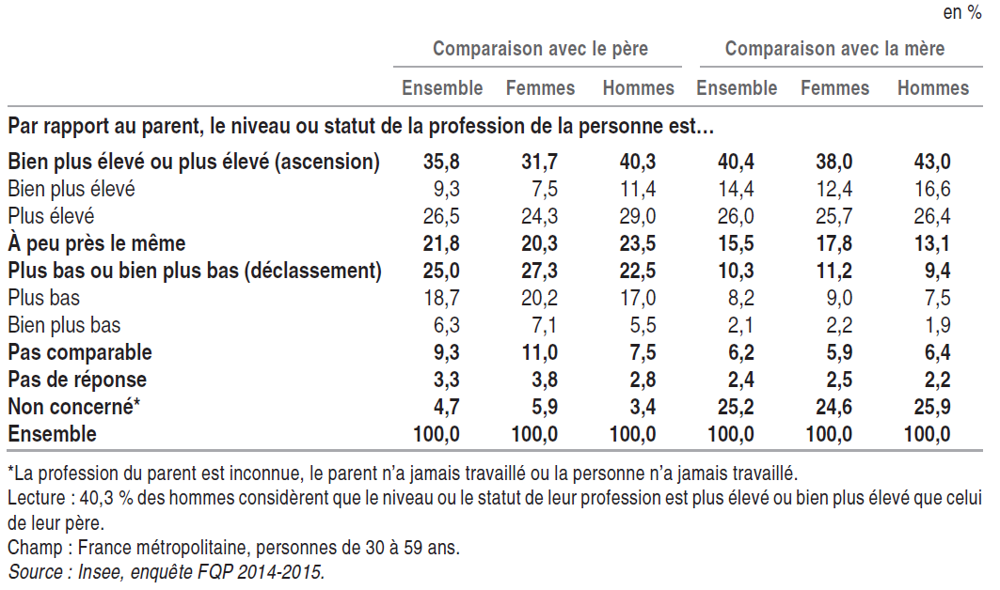 en %
Comparaison avec le père Comparaison avec la mère
Ensemble Femmes Hommes Ensemble Femmes Hommes
Par rapport au parent, le niveau ou statut de la profession de la personne est…
Bien plus élevé ou plus élevé (ascension) 35,8 31,7 40,3 40,4 38,0 43,0
Bien plus élevé 9,3 7,5 11,4 14,4 12,4 16,6
Plus élevé 26,5 24,3 29,0 26,0 25,7 26,4
À peu près le même 21,8 20,3 23,5 15,5 17,8 13,1
Plus bas ou bien plus bas (déclassement) 25,0 27,3 22,5 10,3 11,2 9,4
Plus bas 18,7 20,2 17,0 8,2 9,0 7,5
Bien plus bas 6,3 7,1 5,5 2,1 2,2 1,9
Pas comparable 9,3 11,0 7,5 6,2 5,9 6,4
Pas de réponse 3,3 3,8 2,8 2,4 2,5 2,2
Non concerné* 4,7 5,9 3,4 25,2 24,6 25,9
Ensemble 100,0 100,0 100,0 100,0 100,0 100,0
*La profession du parent est inconnue, le parent n’a jamais travaillé ou la personne n’a jamais travaillé.
Lecture : 40,3 % des hommes considèrent que le niveau ou le statut de leur profession est plus élevé ou bien plus élevé que celui
de leur père.
Champ : France métropolitaine, personnes de 30 à 59 ans.
Source : Insee, enquête FQP 2014-2015.